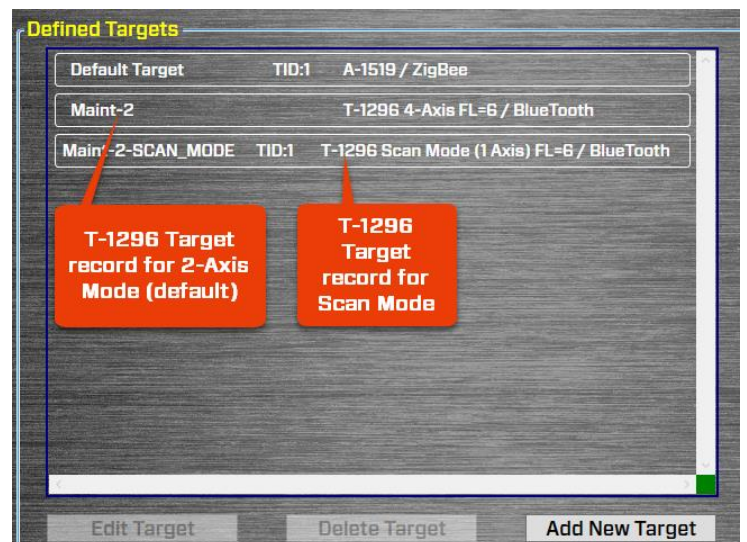 Defined Targets
Default Target TID:1 A-1519 / ZigBee
Maint-2 T-1296 4-Axis FL=6 / BlueTooth
Maint-2-SCAN_MODE TID:1 T-1296 Scan Mode (1 Axis) FL=6 / BlueTooth
T-1296 Target
record for 2-Axis
Mode (default)
T-1296
Target
record for
Scan Mode
Edit Target Delete Target Add New Target